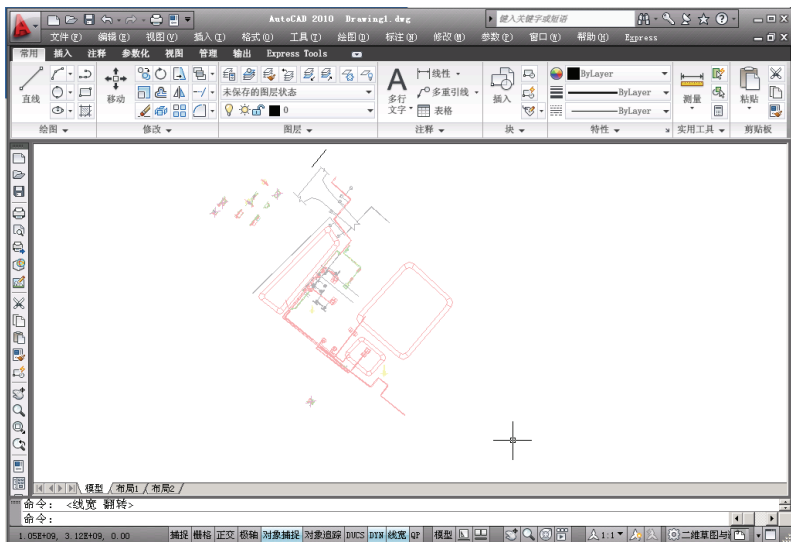 AutoCAD 2010 Drawing1.dwg
键入关键字或短语
文件(F) 编辑(E) 视图(V) 插入(I) 格式(O) 工具(T) 绘图(D) 标注(N) 修改(M) 参数(P) 窗口(W) 帮助(H) Express
常用 插入 注释 参数化 视图 管理 输出 Express Tools
直线
移动
未保存的图层状态
0
A
多行
文字
线性
多重引线
表格
插入
ByLayer
ByLayer
ByLayer
测量
粘贴
绘图 修改 图层 注释 块 特性 实用工具 剪贴板
模型 布局1 布局2
命令: <线宽 翻转>
命令:
1.05E+09, 3.12E+09, 0.00 捕捉 栅格 正交 极轴 对象捕捉 对象追踪 DUCS DYN 线宽 QP 模型 人1:1 二维草图与